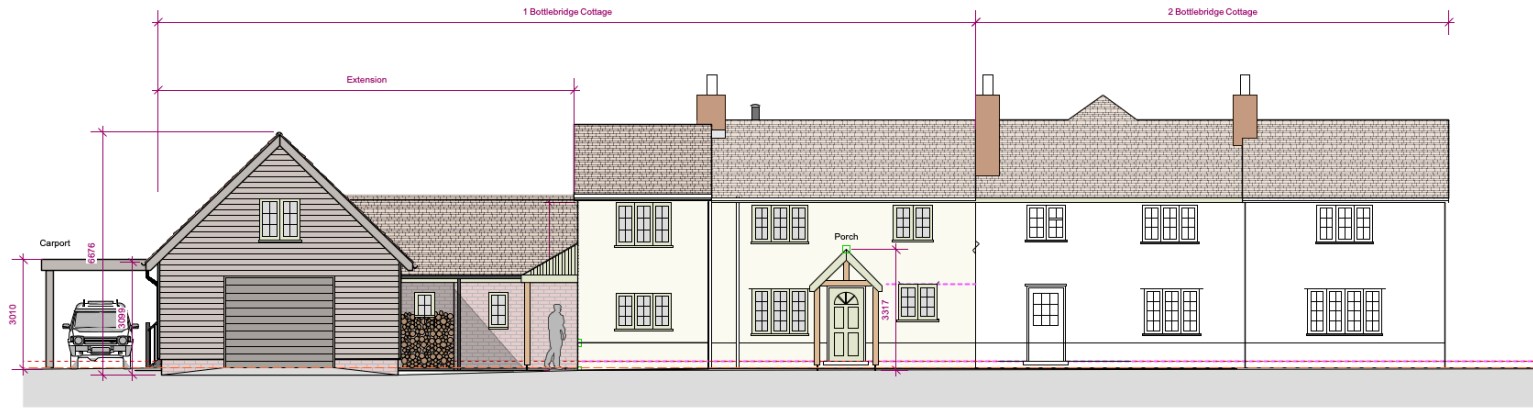 1 Bottlebridge Cottage
2 Bottlebridge Cottage
Extension
Porch
Carport
6676
3010
3099
3317